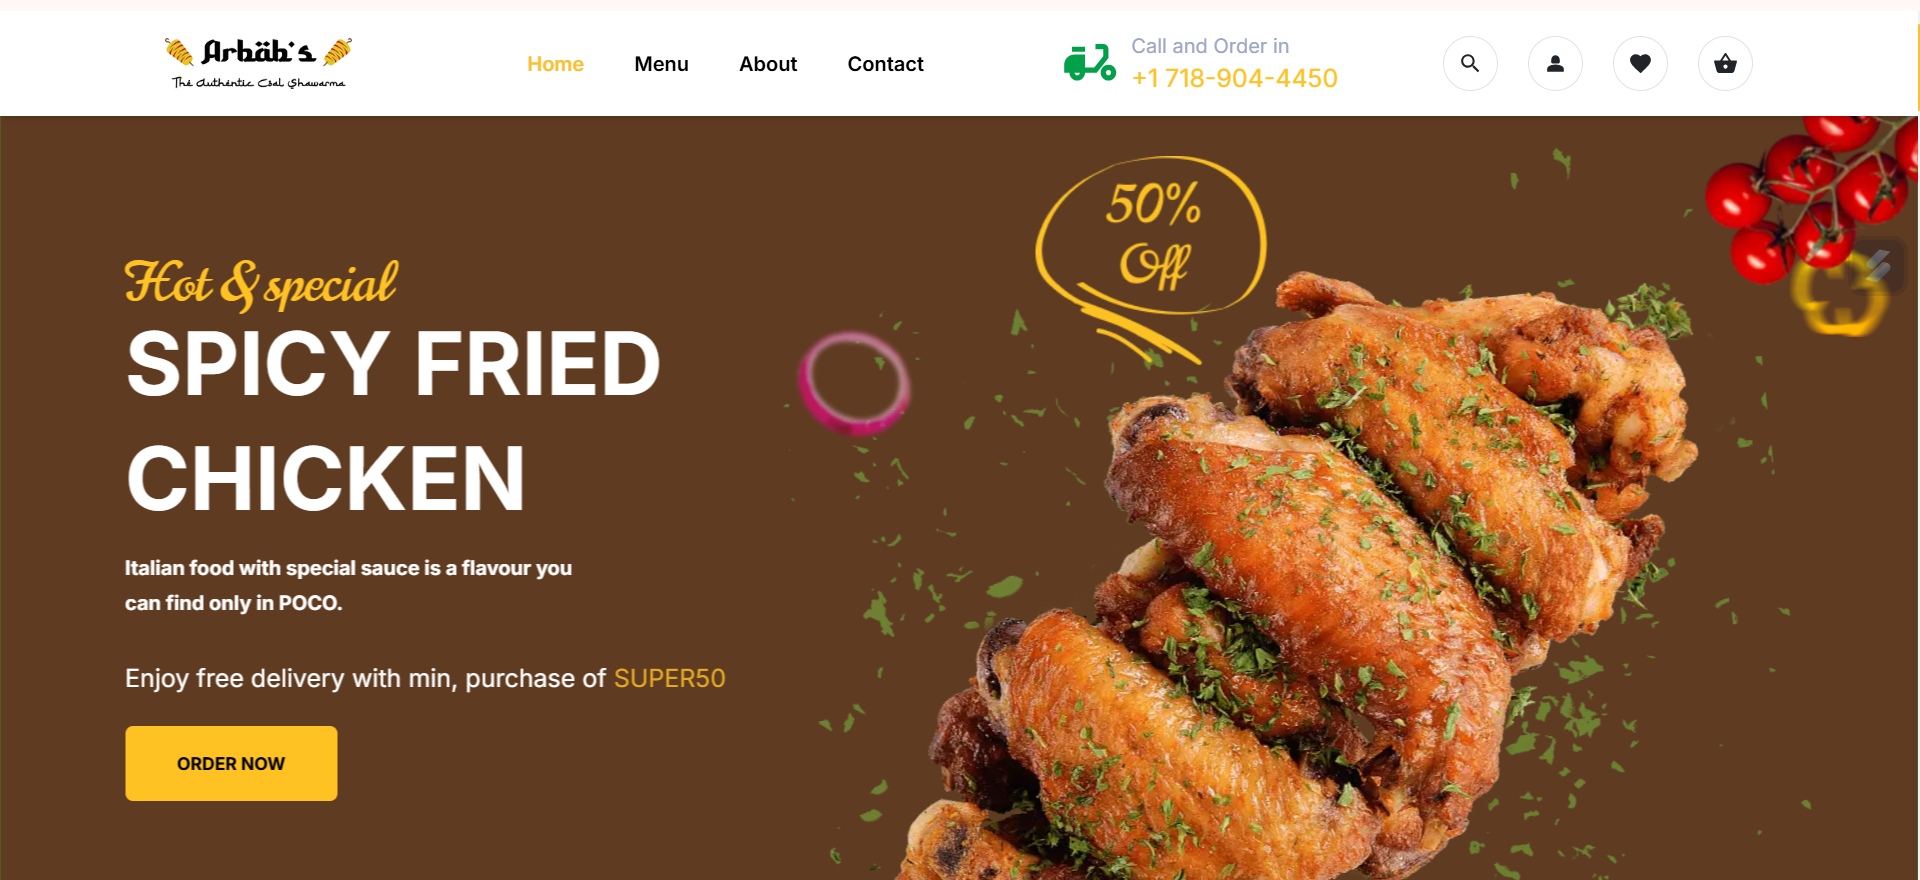 Arbäb's
The Authentic Coal Shawarma
Home
Menu
About
Contact
Call and Order in
+1 718-904-4450
50%
Off
Hot & special
SPICY FRIED
CHICKEN
Italian food with special sauce is a flavour you
can find only in POCO.
Enjoy free delivery with min, purchase of SUPER50
ORDER NOW